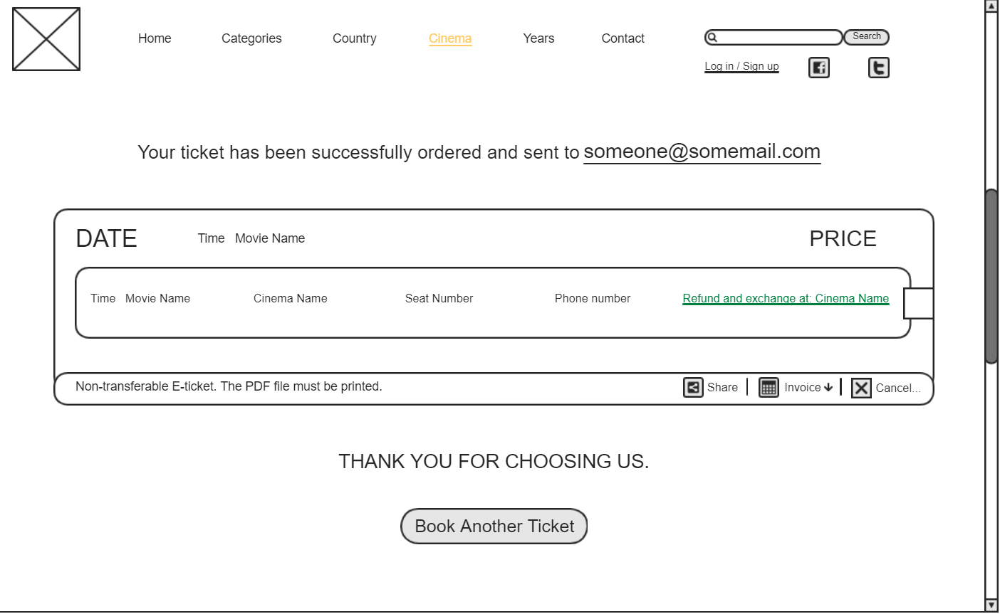 Home Categories Country Cinema Years Contact Search
Log in / Sign up
Your ticket has been successfully ordered and sent to someone@somemail.com
DATE Time Movie Name PRICE
Time Movie Name Cinema Name Seat Number Phone number Refund and exchange at: Cinema Name
Non-transferable E-ticket. The PDF file must be printed. Share Invoice Cancel...
THANK YOU FOR CHOOSING US.
Book Another Ticket